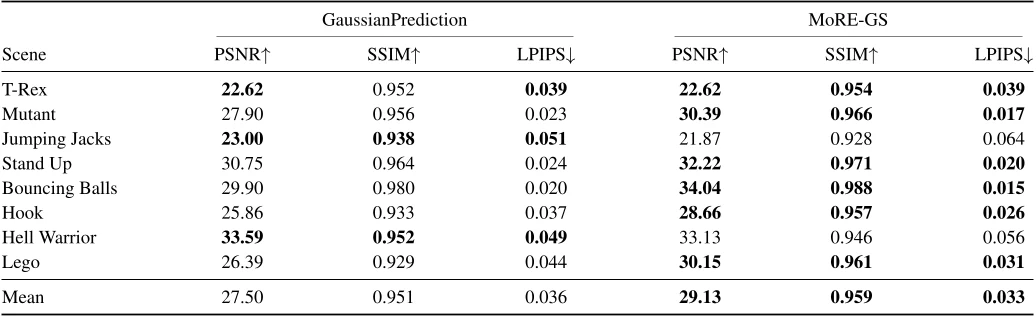 GaussianPrediction MoRE-GS
Scene PSNR↑ SSIM↑ LPIPS↓ PSNR↑ SSIM↑ LPIPS↓
T-Rex 22.62 0.952 0.039 22.62 0.954 0.039
Mutant 27.90 0.956 0.023 30.39 0.966 0.017
Jumping Jacks 23.00 0.938 0.051 21.87 0.928 0.064
Stand Up 30.75 0.964 0.024 32.22 0.971 0.020
Bouncing Balls 29.90 0.980 0.020 34.04 0.988 0.015
Hook 25.86 0.933 0.037 28.66 0.957 0.026
Hell Warrior 33.59 0.952 0.049 33.13 0.946 0.056
Lego 26.39 0.929 0.044 30.15 0.961 0.031
Mean 27.50 0.951 0.036 29.13 0.959 0.033